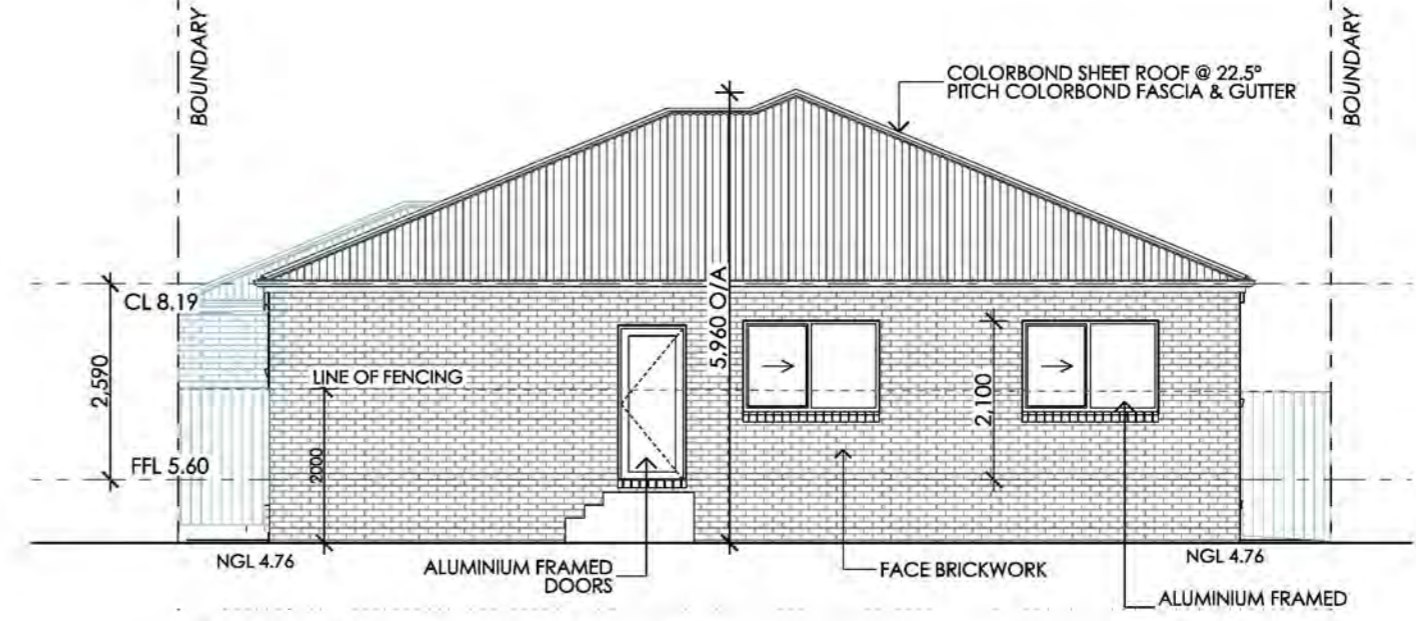 BOUNDARY
BOUNDARY
COLORBOND SHEET ROOF @ 22.5°
PITCH COLORBOND FASCIA & GUTTER
CL 8.19
5.960 O/A
2,590
LINE OF FENCING
2,100
FFL 5.60
2000
NGL 4.76
NGL 4.76
ALUMINIUM FRAMED
DOORS
FACE BRICKWORK
ALUMINIUM FRAMED